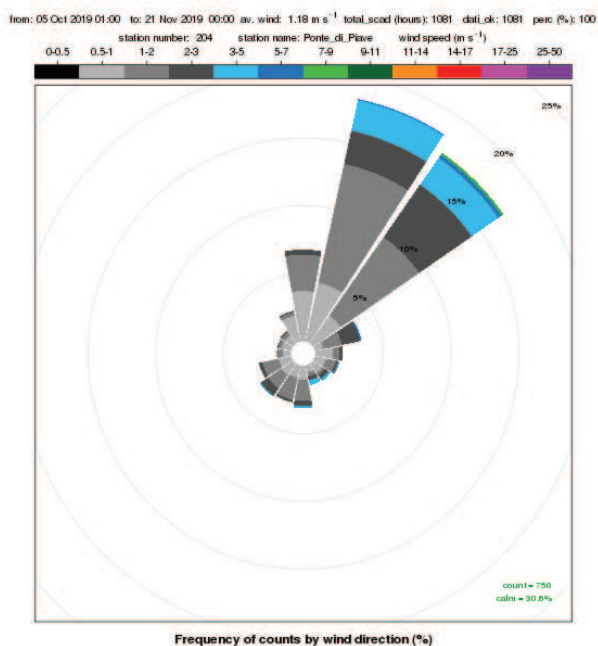 from: 05 Oct 2019 01:00 to: 21 Nov 2019 00:00 av. wind: 1.18 m s⁻¹ total_scad (hours): 1081 dati_ok: 1081 perc (%): 100
station number: 204 station name: Ponte_di_Piave wind speed (m s⁻¹)
0-0.5 0.5-1 1-2 2-3 3-5 5-7 7-9 9-11 11-14 14-17 17-25 25-50
25%
20%
15%
10%
5%
count = 750
calm = 30.6%
Frequency of counts by wind direction (%)